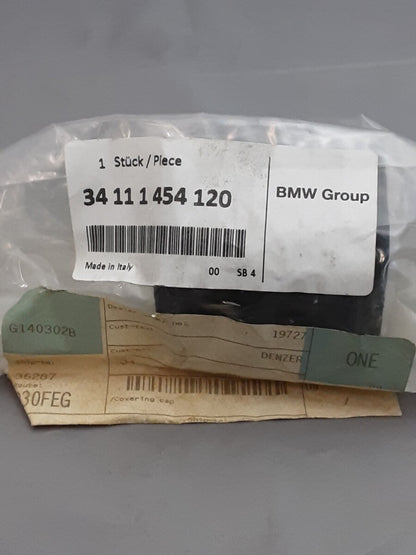 1 Stück / Piece
34 11 1 454 120
BMW Group
Made in Italy
00 SB 4
G140302B
19727
DENZER
ONE
36287
30FEG
/Covering cap